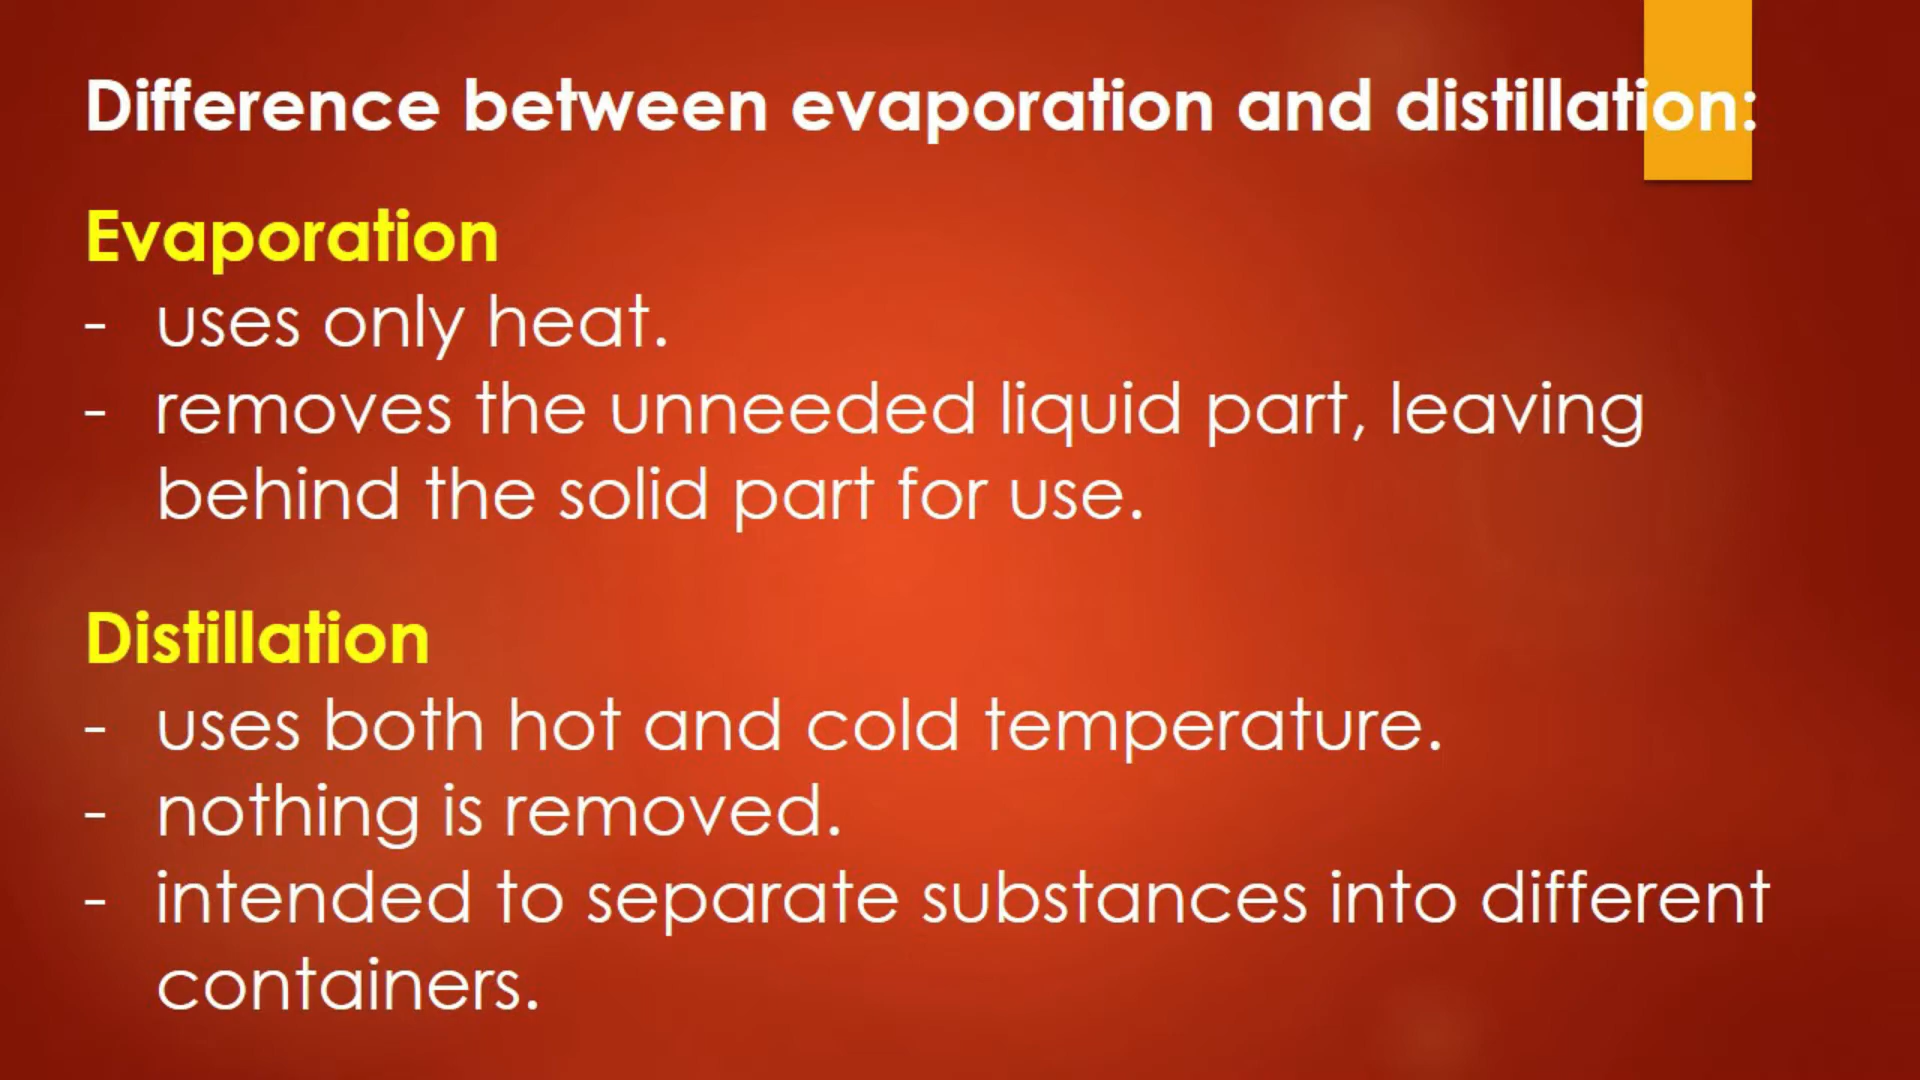 Difference between evaporation and distillation:
Evaporation
- uses only heat.
- removes the unneeded liquid part, leaving
behind the solid part for use.
Distillation
- uses both hot and cold temperature.
- nothing is removed.
- intended to separate substances into different
containers.